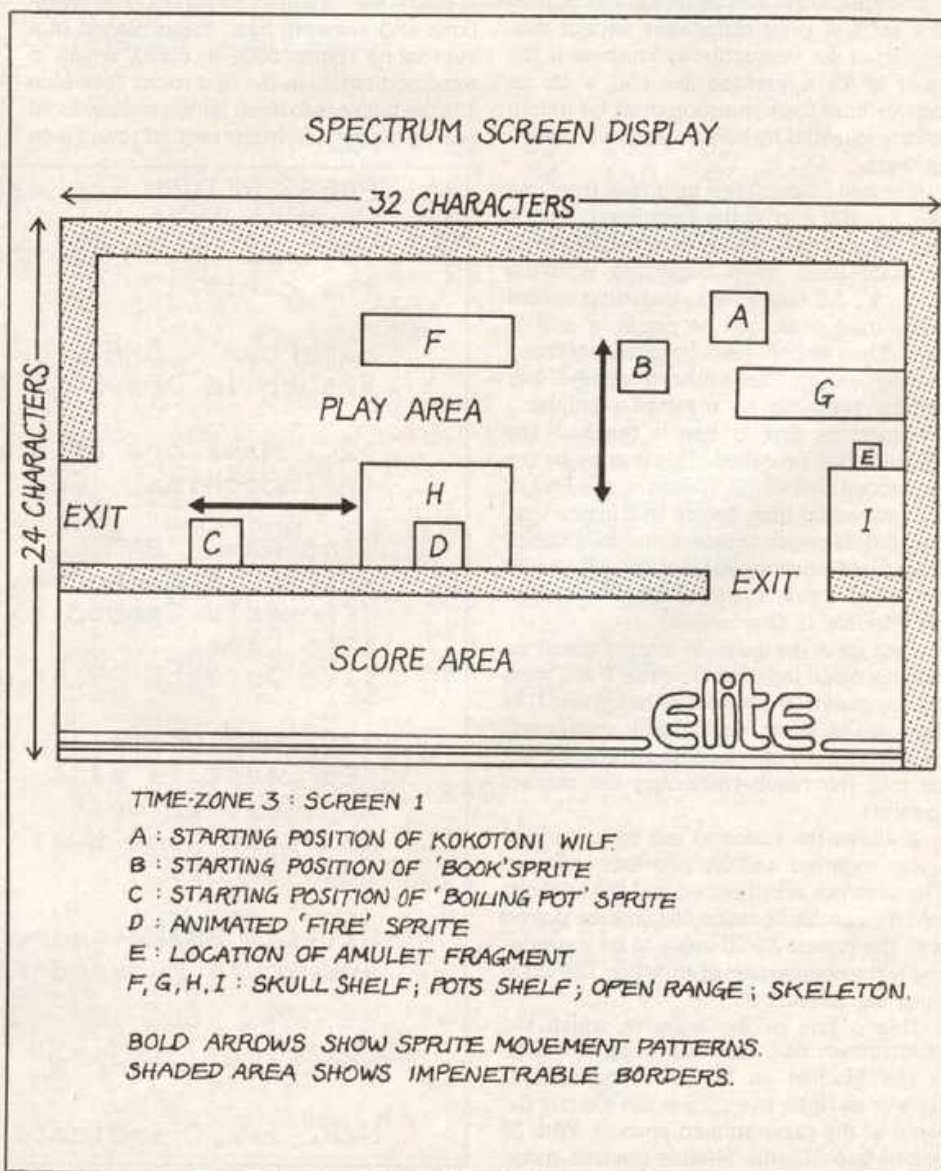 SPECTRUM SCREEN DISPLAY
32 CHARACTERS
24 CHARACTERS
A
F
B
G
PLAY AREA
E
H
I
EXIT
C
D
EXIT
SCORE AREA
elite
TIME-ZONE 3 : SCREEN 1
A : STARTING POSITION OF KOKOTONI WILF
B : STARTING POSITION OF 'BOOK' SPRITE
C : STARTING POSITION OF 'BOILING POT' SPRITE
D : ANIMATED 'FIRE' SPRITE
E : LOCATION OF AMULET FRAGMENT
F, G, H, I : SKULL SHELF; POTS SHELF; OPEN RANGE; SKELETON.
BOLD ARROWS SHOW SPRITE MOVEMENT PATTERNS.
SHADED AREA SHOWS IMPENETRABLE BORDERS.